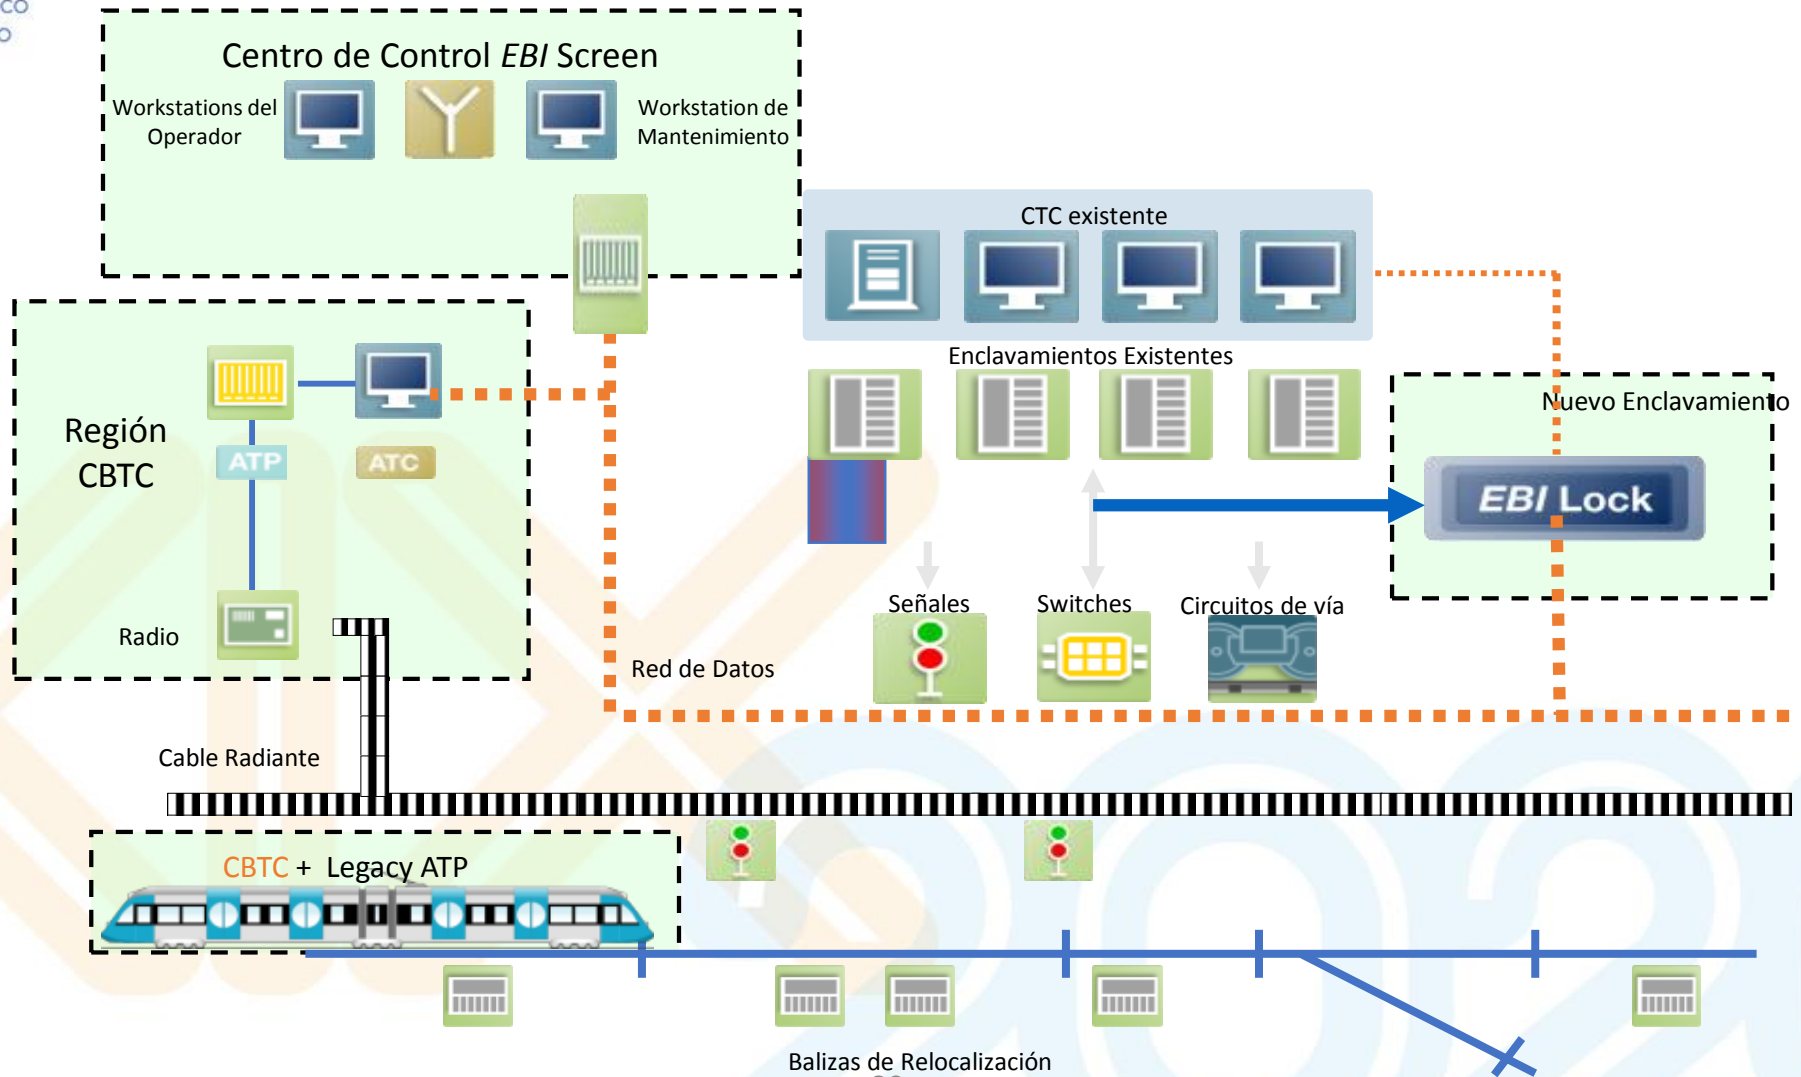 CO
O
Centro de Control EBI Screen
Workstations del
Operador
Workstation de
Mantenimiento
CTC existente
Enclavamientos Existentes
Nuevo Enclavamiento
Región
CBTC
ATP
ATC
EBI Lock
Radio
Señales
Switches
Circuitos de vía
Red de Datos
Cable Radiante
CBTC + Legacy ATP
Balizas de Relocalización